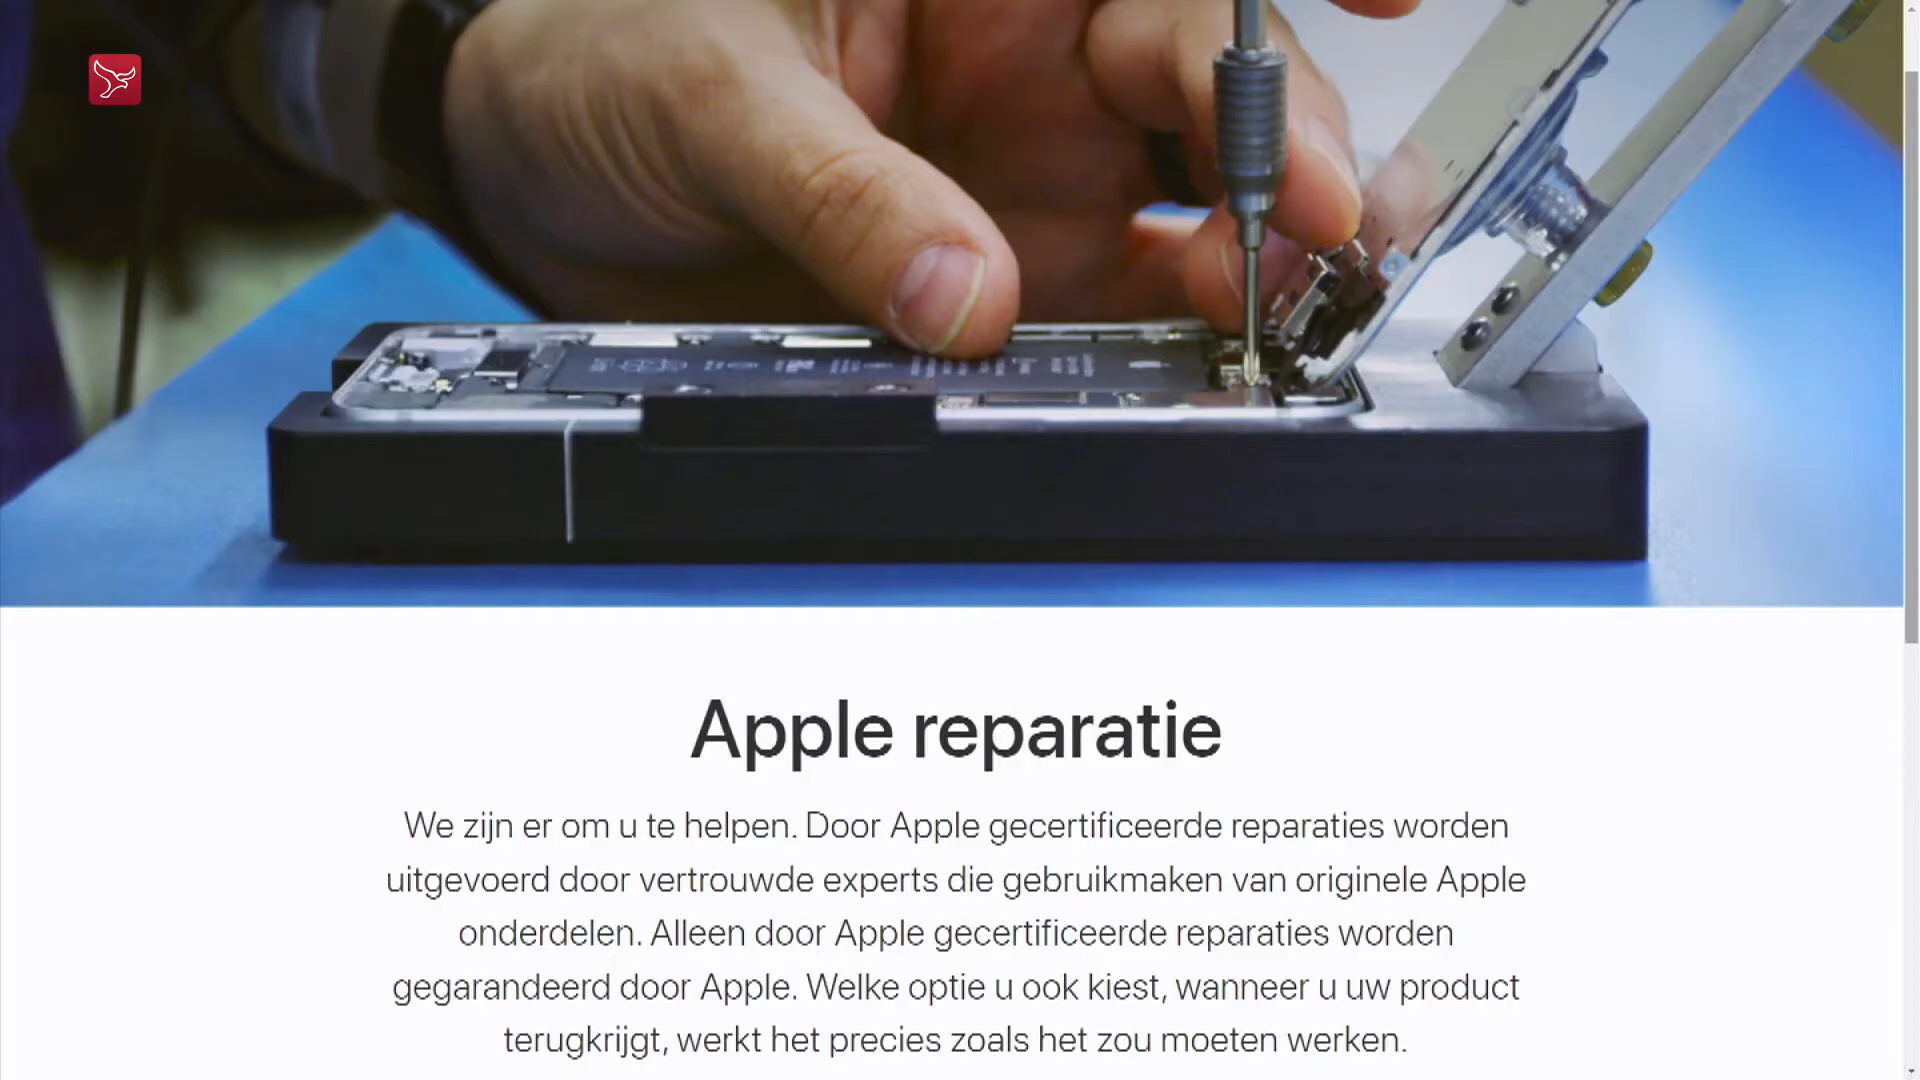 Apple reparatie
We zijn er om u te helpen. Door Apple gecertificeerde reparaties worden
uitgevoerd door vertrouwde experts die gebruikmaken van originele Apple
onderdelen. Alleen door Apple gecertificeerde reparaties worden
gegarandeerd door Apple. Welke optie u ook kiest, wanneer u uw product
terugkrijgt, werkt het precies zoals het zou moeten werken.